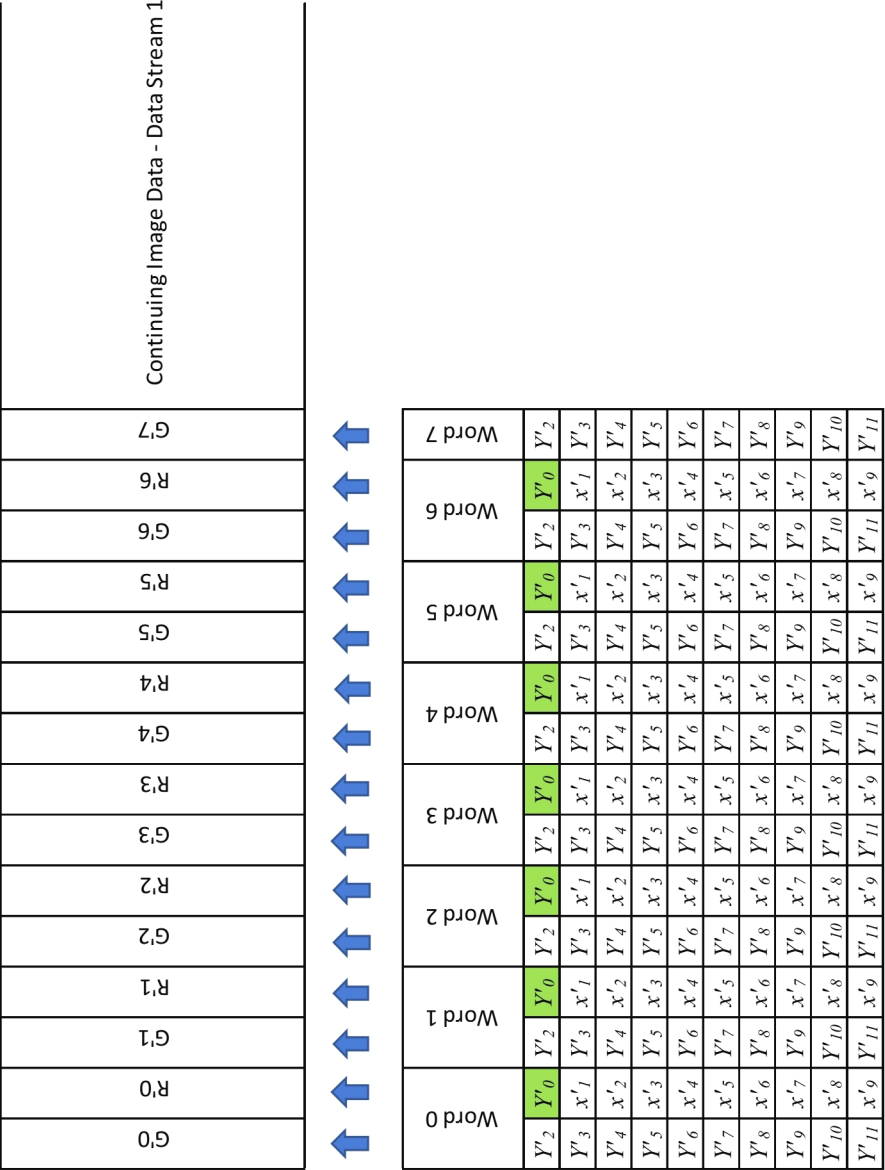 G'0 R'0 G'1 R'1 G'2 R'2 G'3 R'3 G'4 R'4 G'5 R'5 G'6 R'6 G'7 Continuing Image Data - Data Stream 1
Word 0 Word 1 Word 2 Word 3 Word 4 Word 5 Word 6 Word 7
Y'2 Y'0 Y'2 Y'0 Y'2 Y'0 Y'2 Y'0 Y'2 Y'0 Y'2 Y'0 Y'2 Y'0 Y'2
Y'3 x'1 Y'3 x'1 Y'3 x'1 Y'3 x'1 Y'3 x'1 Y'3 x'1 Y'3 x'1 Y'3
Y'4 x'2 Y'4 x'2 Y'4 x'2 Y'4 x'2 Y'4 x'2 Y'4 x'2 Y'4 x'2 Y'4
Y'5 x'3 Y'5 x'3 Y'5 x'3 Y'5 x'3 Y'5 x'3 Y'5 x'3 Y'5 x'3 Y'5
Y'6 x'4 Y'6 x'4 Y'6 x'4 Y'6 x'4 Y'6 x'4 Y'6 x'4 Y'6 x'4 Y'6
Y'7 x'5 Y'7 x'5 Y'7 x'5 Y'7 x'5 Y'7 x'5 Y'7 x'5 Y'7 x'5 Y'7
Y'8 x'6 Y'8 x'6 Y'8 x'6 Y'8 x'6 Y'8 x'6 Y'8 x'6 Y'8 x'6 Y'8
Y'9 x'7 Y'9 x'7 Y'9 x'7 Y'9 x'7 Y'9 x'7 Y'9 x'7 Y'9 x'7 Y'9
Y'10 x'8 Y'10 x'8 Y'10 x'8 Y'10 x'8 Y'10 x'8 Y'10 x'8 Y'10 x'8 Y'10
Y'11 x'9 Y'11 x'9 Y'11 x'9 Y'11 x'9 Y'11 x'9 Y'11 x'9 Y'11 x'9 Y'11